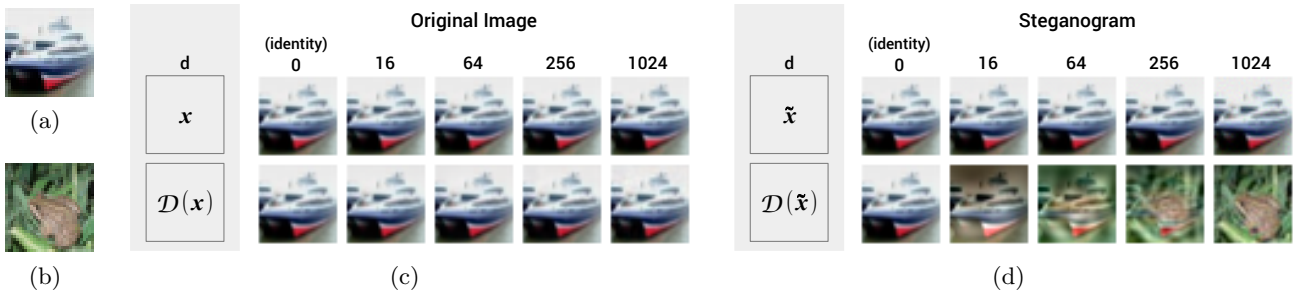 Original Image
(identity)
d 0 16 64 256 1024
x
D(x)
Steganogram
(identity)
d 0 16 64 256 1024
x̃
D(x̃)
(a)
(b)
(c)
(d)